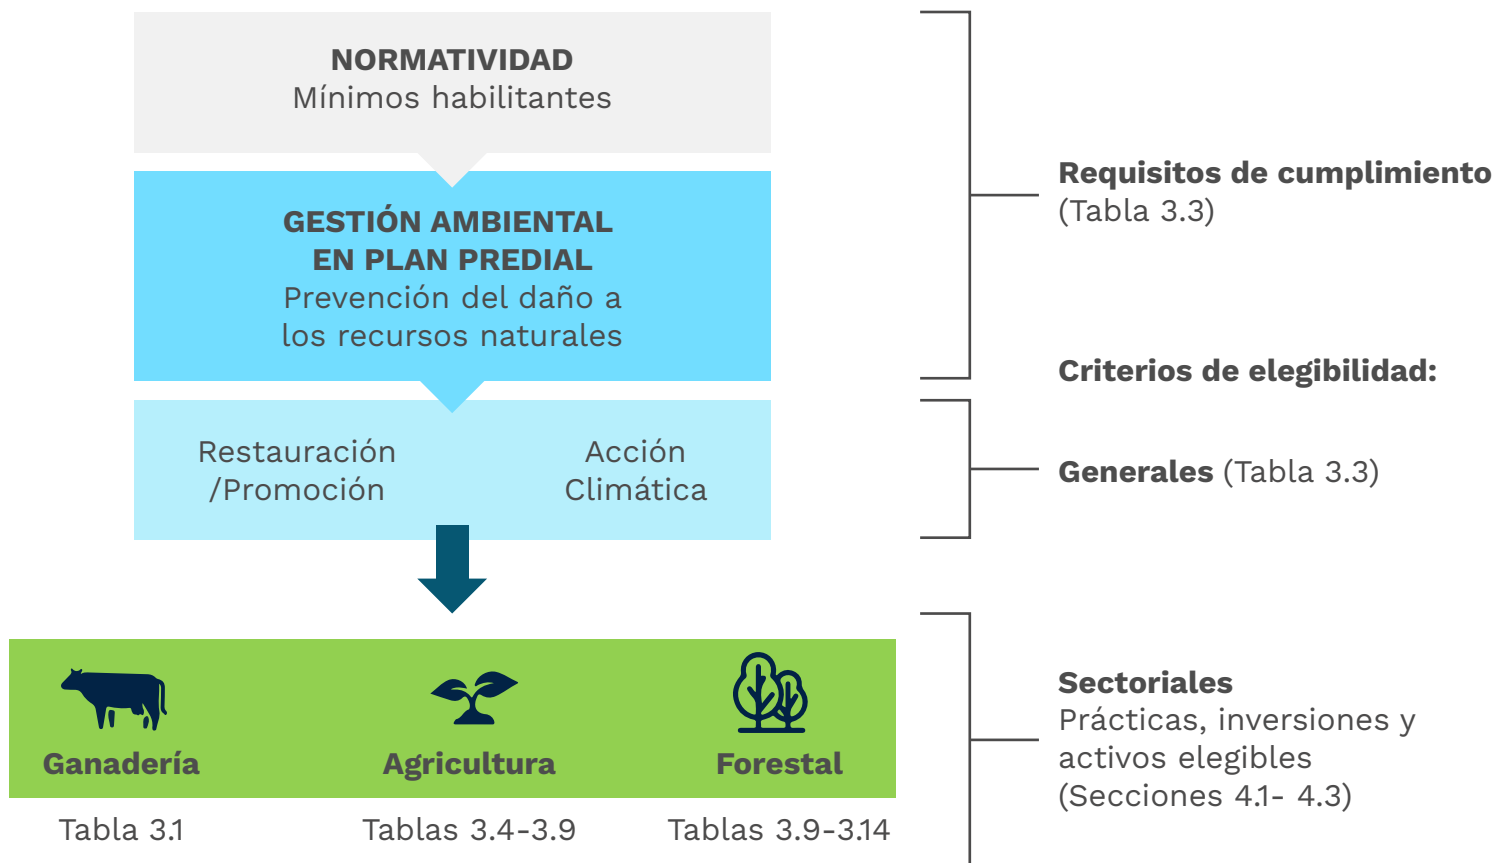 NORMATIVIDAD
Mínimos habilitantes
GESTIÓN AMBIENTAL
EN PLAN PREDIAL
Prevención del daño a
los recursos naturales
Requisitos de cumplimiento
(Tabla 3.3)
Criterios de elegibilidad:
Restauración
/Promoción
Acción
Climática
Generales (Tabla 3.3)
Ganadería
Agricultura
Forestal
Tabla 3.1
Tablas 3.4-3.9
Tablas 3.9-3.14
Sectoriales
Prácticas, inversiones y
activos elegibles
(Secciones 4.1- 4.3)